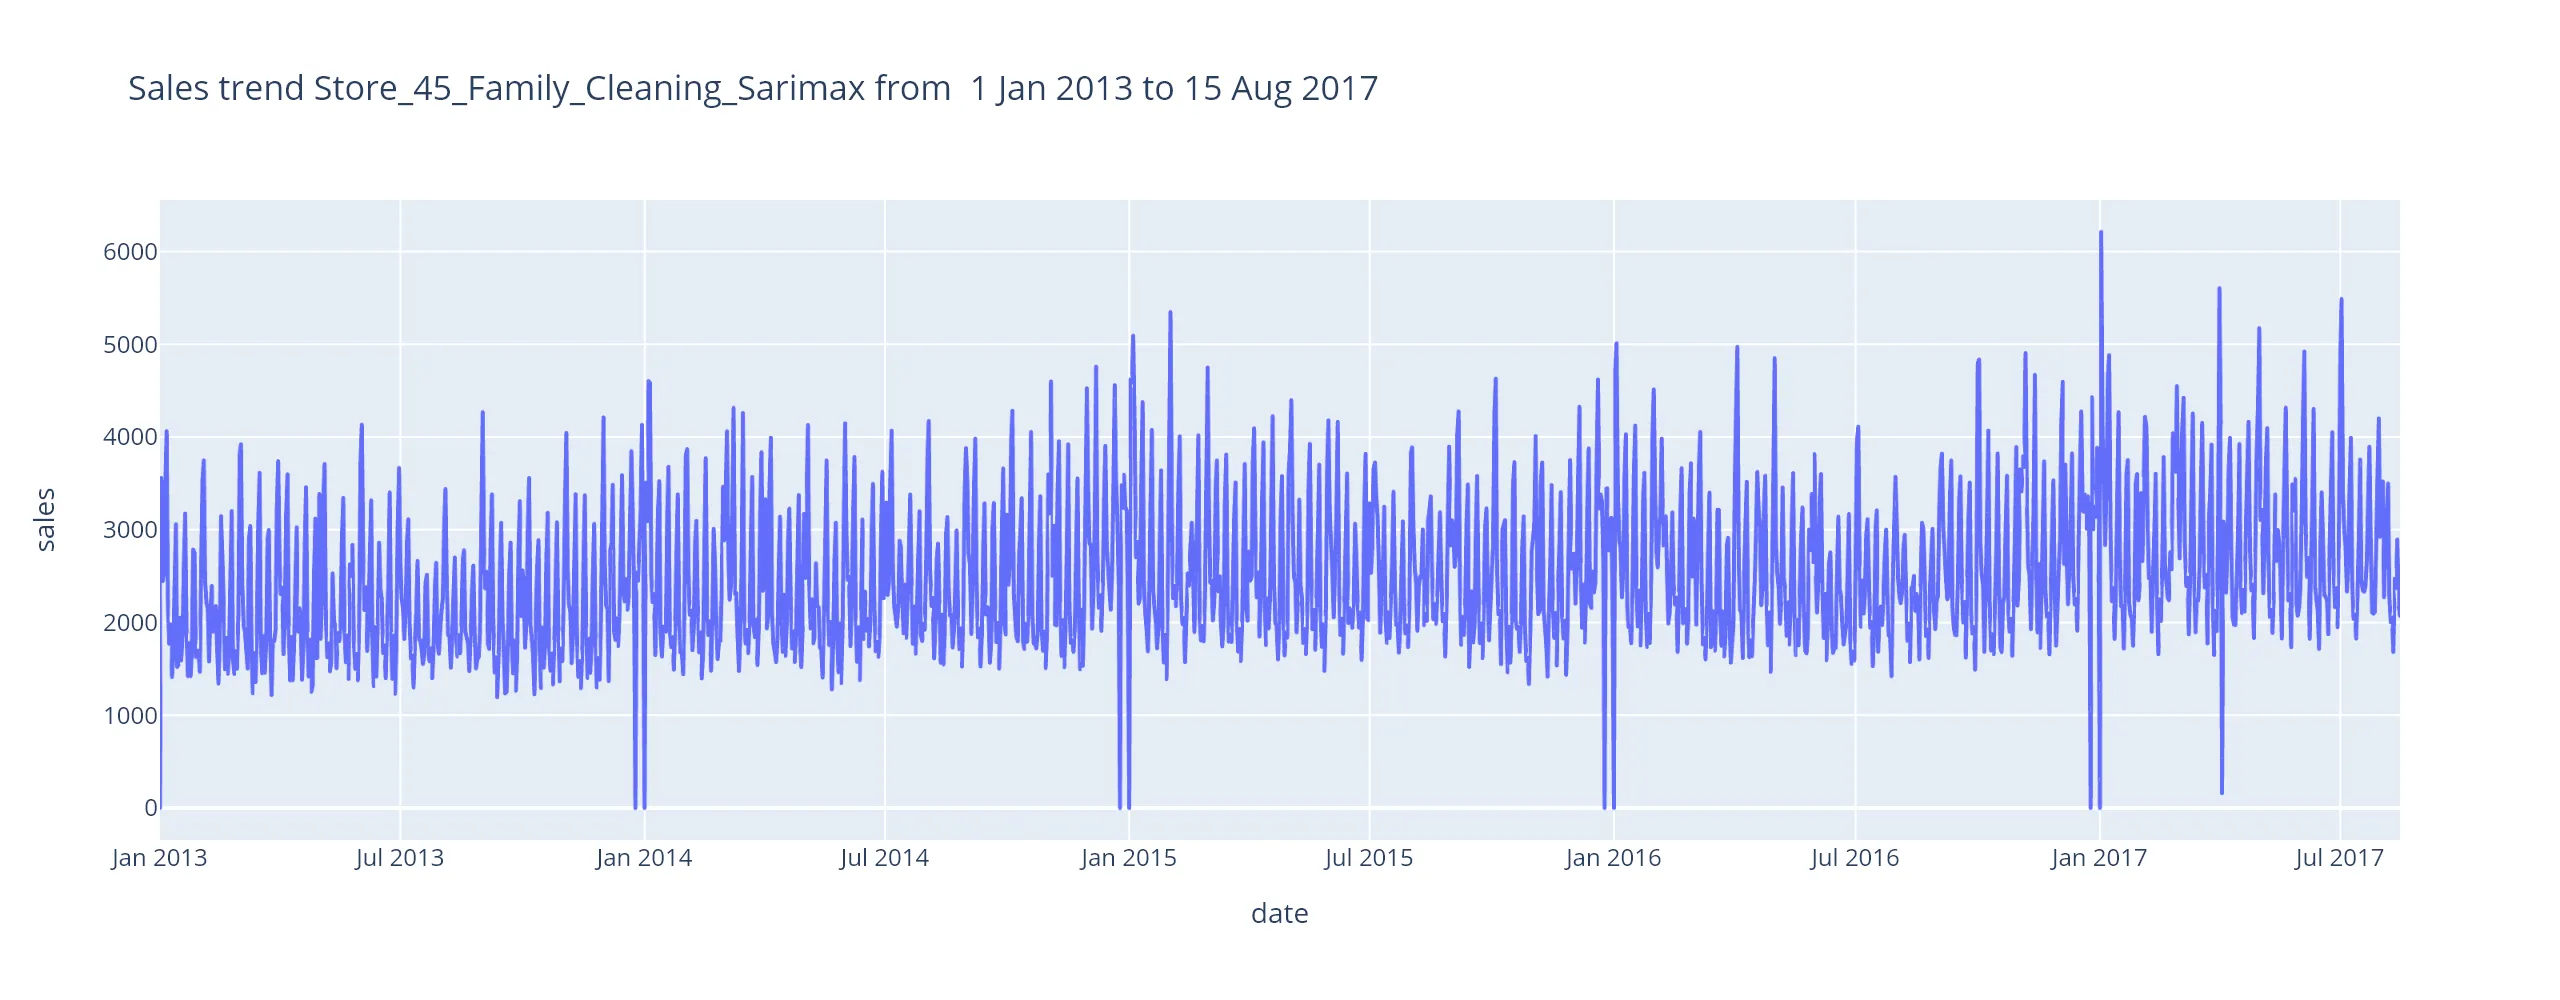 Sales trend Store_45_Family_Cleaning_Sarimax from  1 Jan 2013 to 15 Aug 2017
6000
5000
4000
3000
2000
1000
0
sales
Jan 2013 Jul 2013 Jan 2014 Jul 2014 Jan 2015 Jul 2015 Jan 2016 Jul 2016 Jan 2017 Jul 2017
date